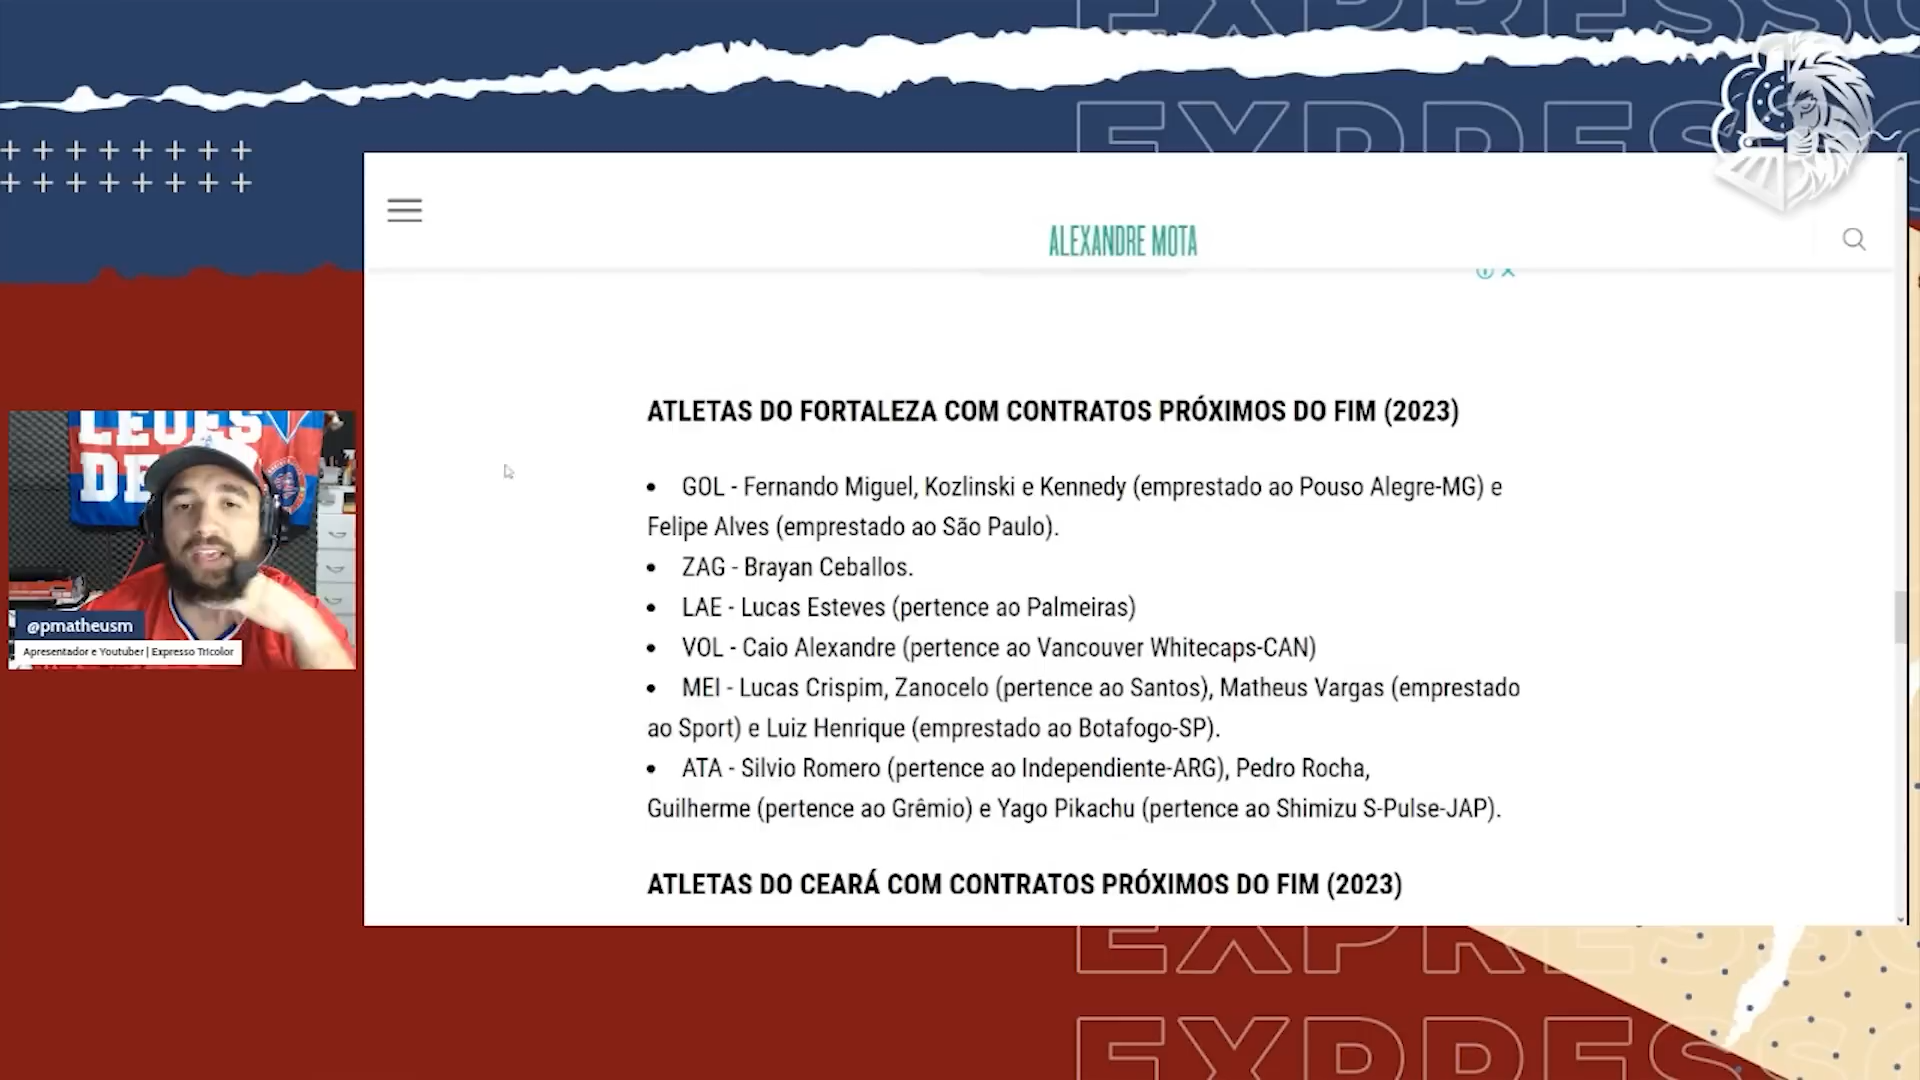 EXPRESSO
EXPRESSO
ALEXANDRE MOTA
ATLETAS DO FORTALEZA COM CONTRATOS PRÓXIMOS DO FIM (2023)
• GOL - Fernando Miguel, Kozlinski e Kennedy (emprestado ao Pouso Alegre-MG) e
Felipe Alves (emprestado ao São Paulo).
• ZAG - Brayan Ceballos.
• LAE - Lucas Esteves (pertence ao Palmeiras)
• VOL - Caio Alexandre (pertence ao Vancouver Whitecaps-CAN)
• MEI - Lucas Crispim, Zanocelo (pertence ao Santos), Matheus Vargas (emprestado
ao Sport) e Luiz Henrique (emprestado ao Botafogo-SP).
• ATA - Silvio Romero (pertence ao Independiente-ARG), Pedro Rocha,
Guilherme (pertence ao Grêmio) e Yago Pikachu (pertence ao Shimizu S-Pulse-JAP).
ATLETAS DO CEARÁ COM CONTRATOS PRÓXIMOS DO FIM (2023)
LEÕES
DE
@pmatheusm
Apresentador e Youtuber | Expresso Tricolor
EXPRESSO
EXPRESSO